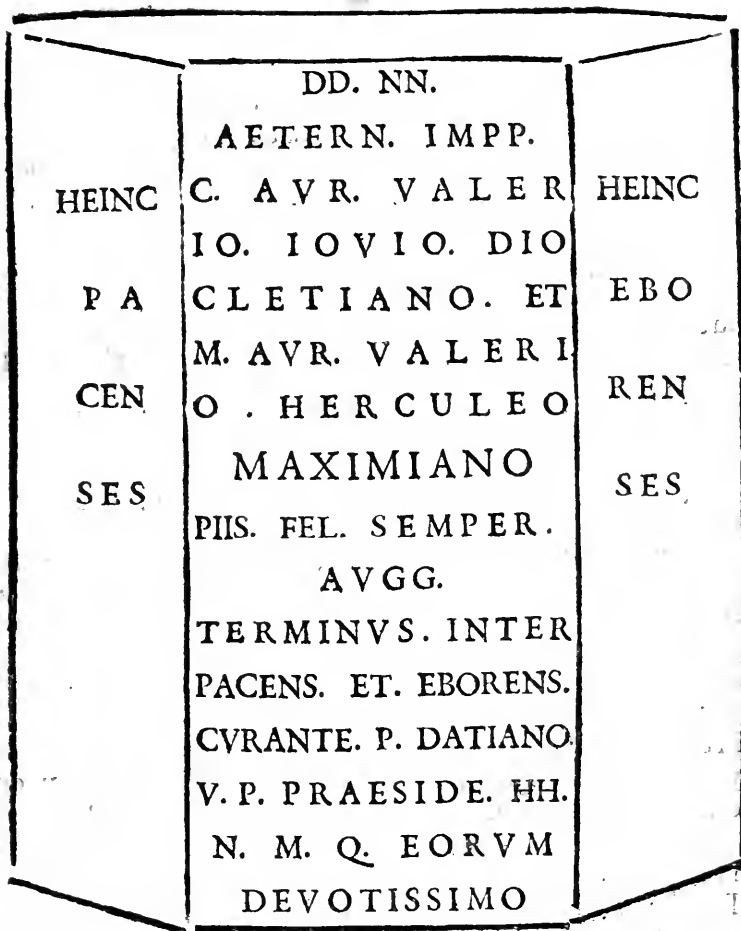 HEINC
PA
CEN
SES
DD. NN.
AETERN. IMPP.
C. AVR. VALER
IO. IOVIO. DIO
CLETIANO. ET
M. AVR. VALERI
O. HERCULEO
MAXIMIANO
PIIS. FEL. SEMPER.
AVGG.
TERMINVS. INTER
PACENS. ET. EBORENS.
CVRANTE. P. DATIANO.
V. P. PRAESIDE. HH.
N. M. Q. EORVM
DEVOTISSIMO
HEINC
EBO
REN
SES